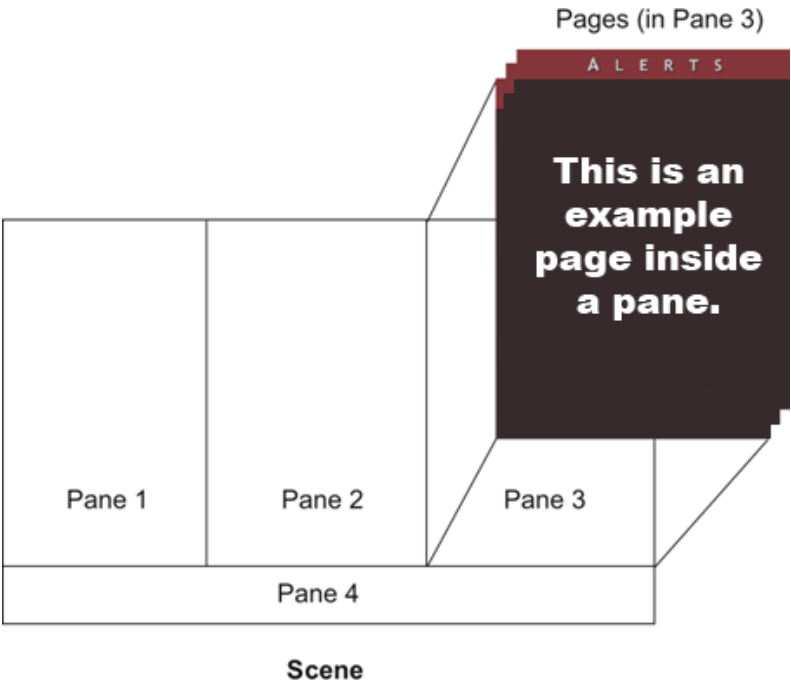 Pages (in Pane 3)
ALERTS
This is an
example
page inside
a pane.
Pane 1
Pane 2
Pane 3
Pane 4
Scene